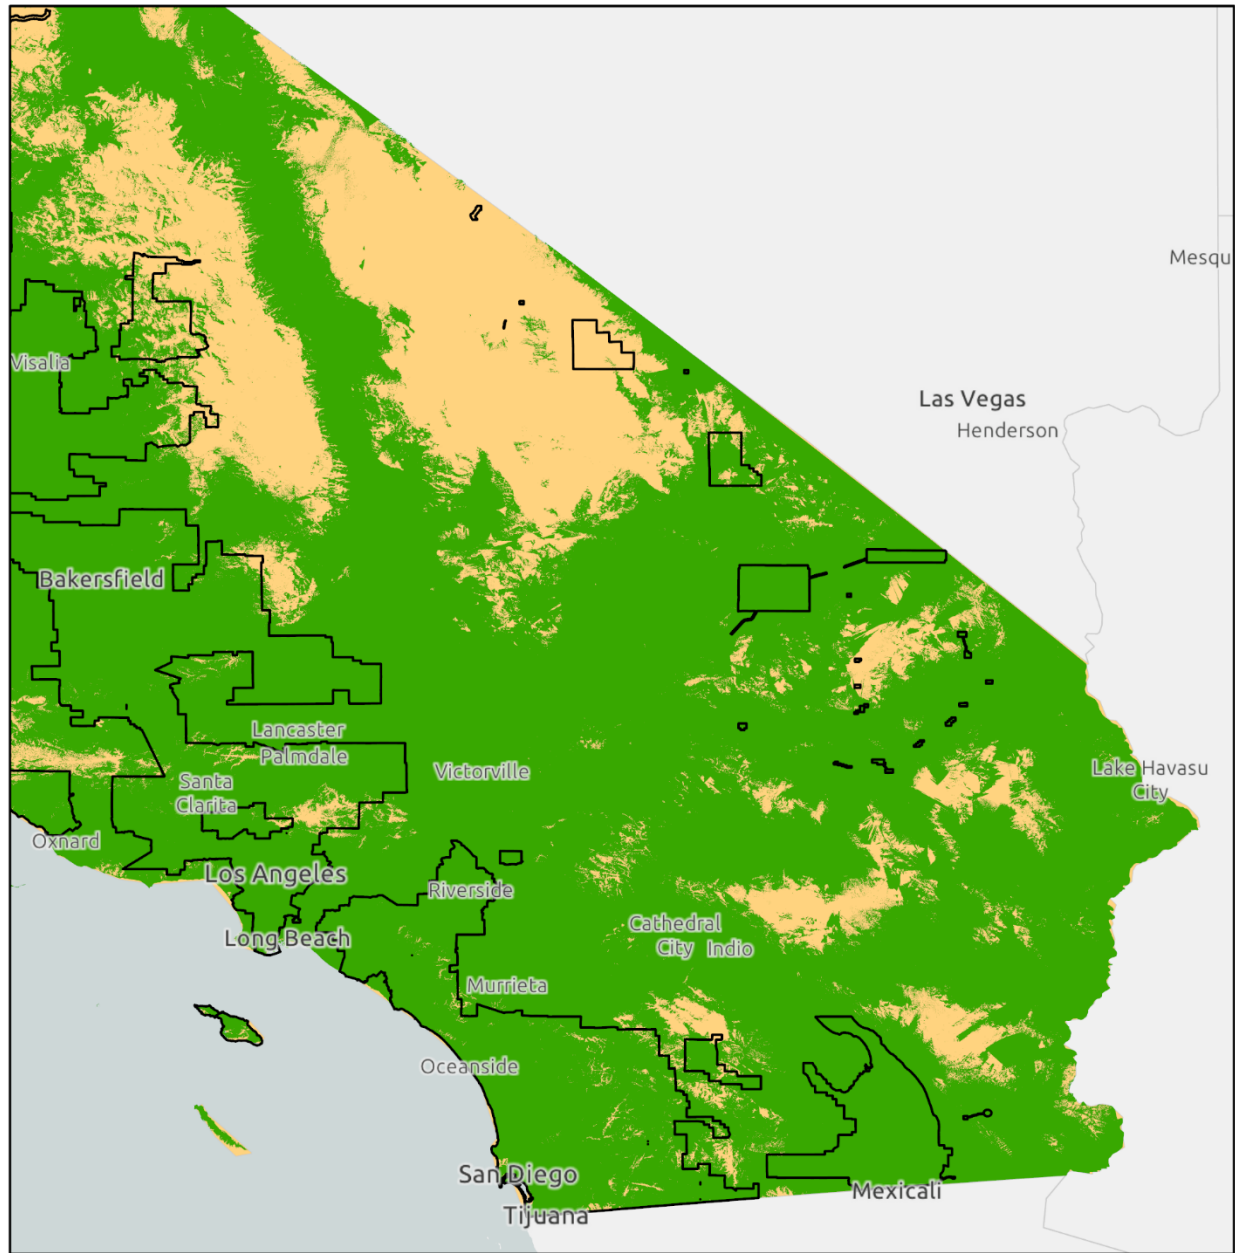 Mesqu
Visalia
Las Vegas
Henderson
Bakersfield
Lancaster
Palmdale
Victorville
Santa
Clarita
Lake Havasu
City
Oxnard
Los Angeles
Riverside
Long Beach
Cathedral
City Indio
Murrieta
Oceanside
San Diego
Mexicali
Tijuana